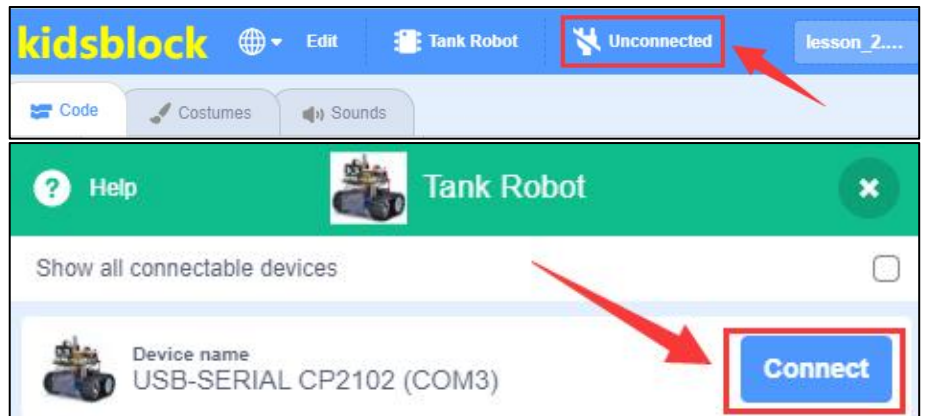 kidsblock Edit Tank Robot Unconnected lesson_2....
Code Costumes Sounds
? Help Tank Robot
Show all connectable devices
Device name
USB-SERIAL CP2102 (COM3)
Connect